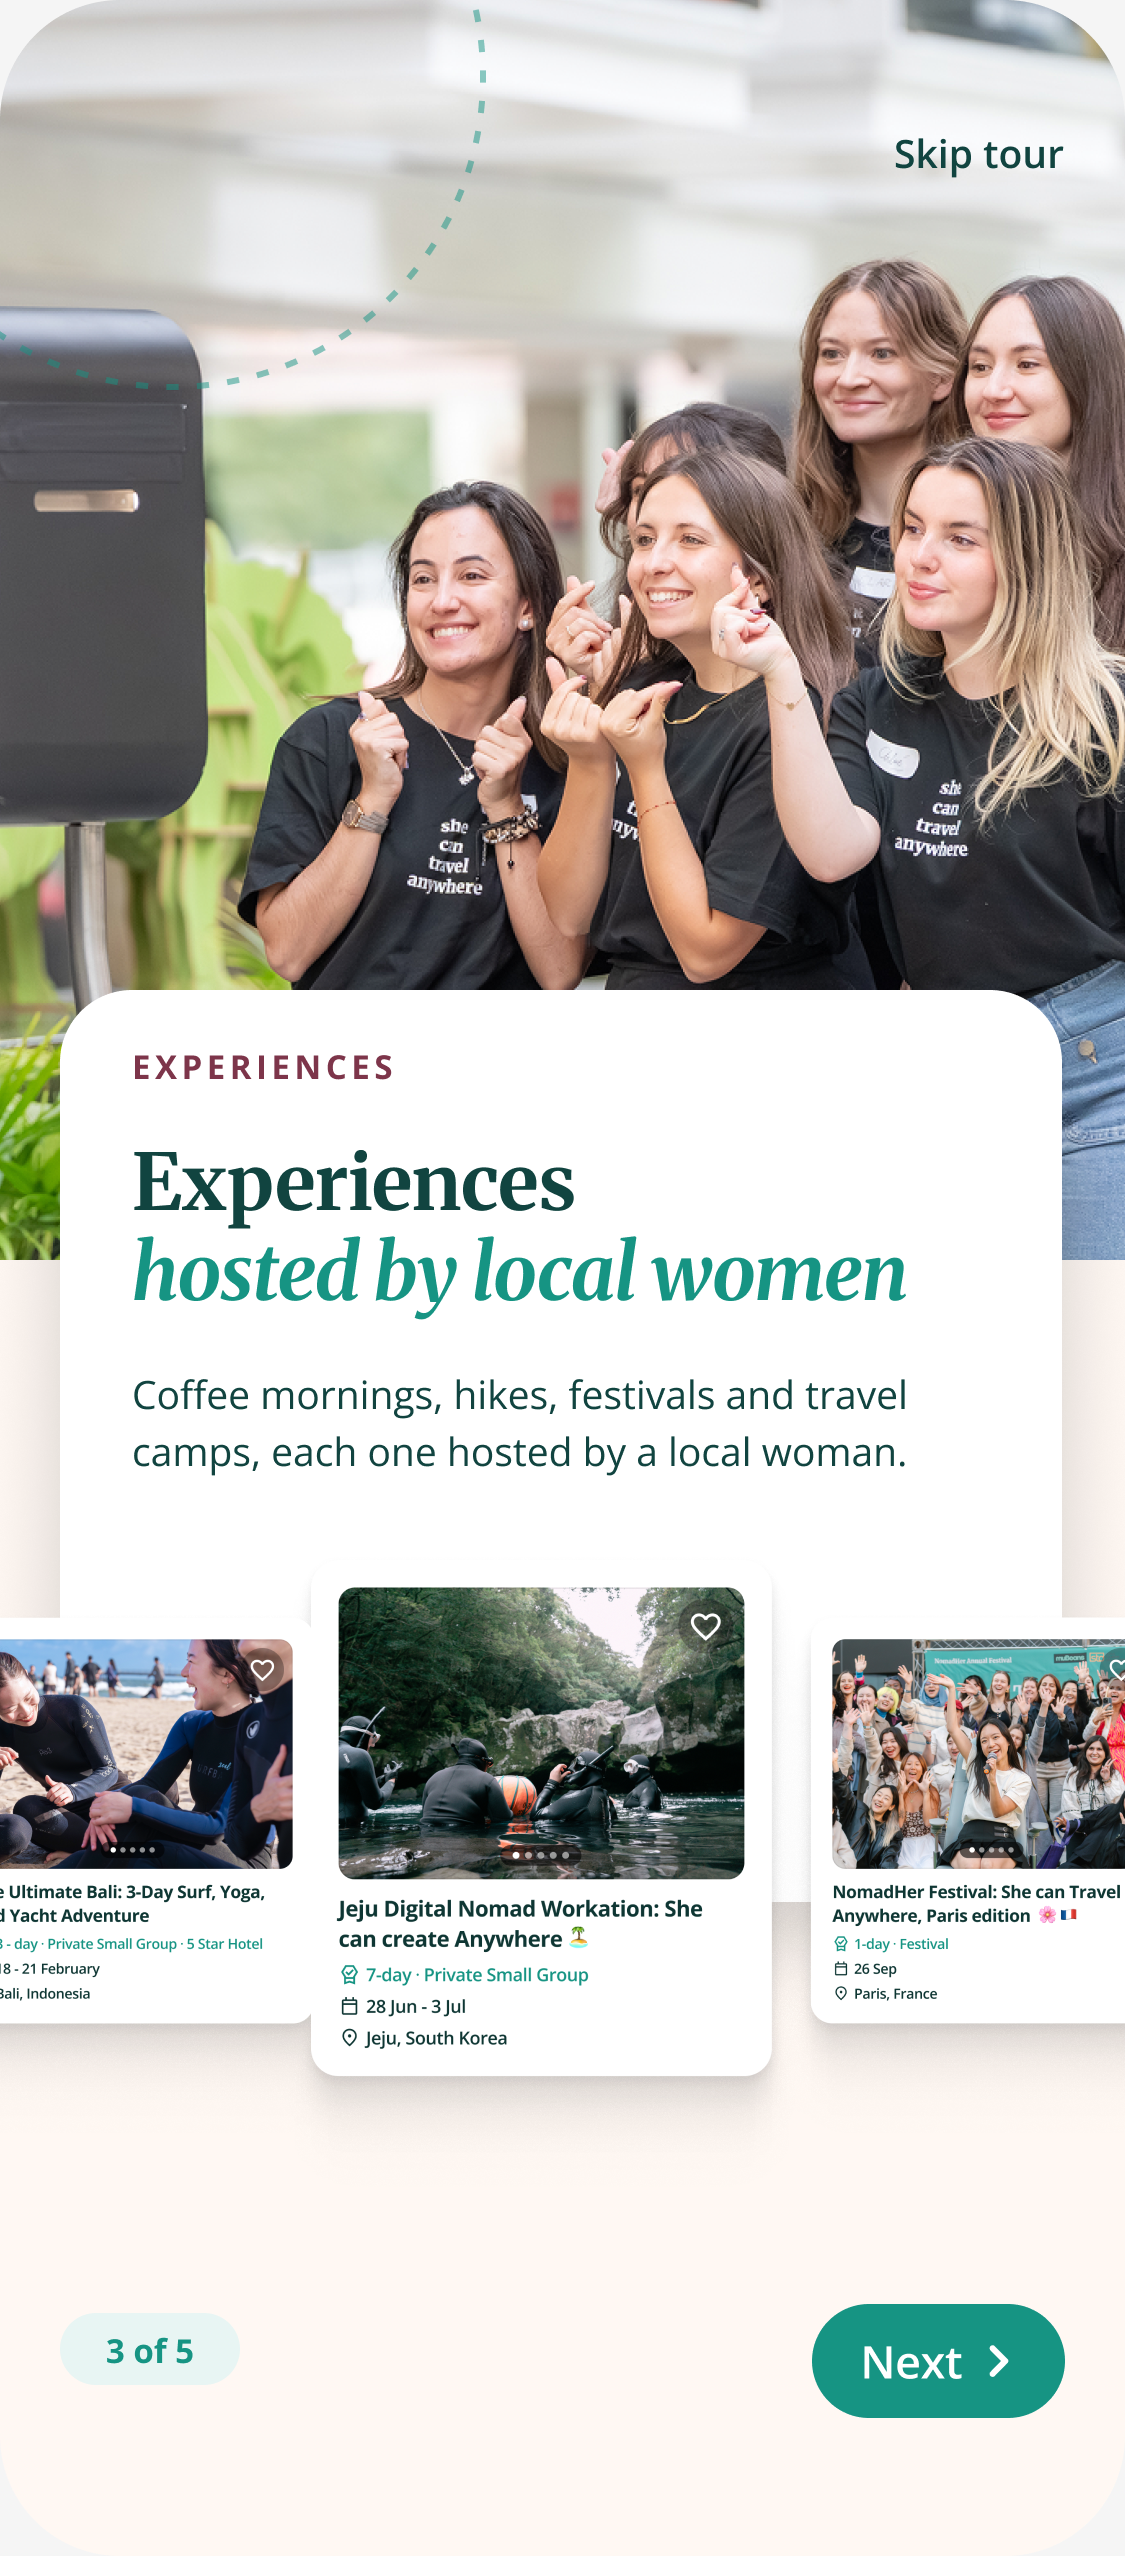 Skip tour
she
can
travel
anywhere
she
can
travel
anywhere
EXPERIENCES
Experiences
hosted by local women
Coffee mornings, hikes, festivals and travel
camps, each one hosted by a local woman.
Ultimate Bali: 3-Day Surf, Yoga,
Yacht Adventure
- day · Private Small Group · 5 Star Hotel
18 - 21 February
Bali, Indonesia
Jeju Digital Nomad Workation: She
can create Anywhere 🏝️
7-day · Private Small Group
28 Jun - 3 Jul
Jeju, South Korea
NomadHer Annual Festival
NomadHer Festival: She can Travel
Anywhere, Paris edition 🌸 🇫🇷
1-day · Festival
26 Sep
Paris, France
3 of 5
Next